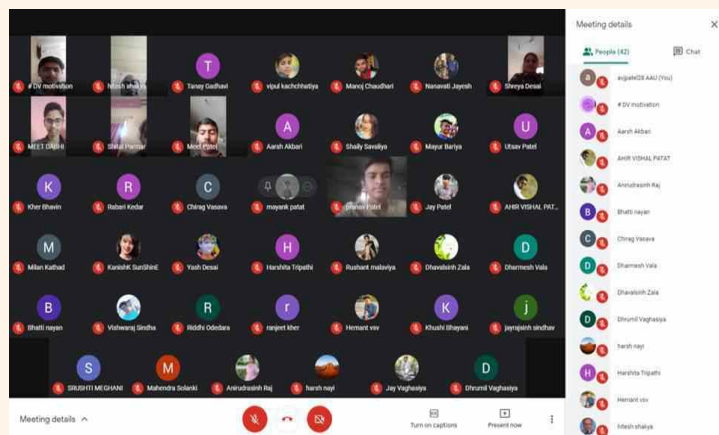 Meeting details
People (42)
Chat
T
# DV motivation
Tanay Gadhavi
vipul kachchhatiya
Manoj Chaudhari
Nanavati Jayesh
Shreya Desai
A
U
MEET DABHI
Shital Parmar
Meet Patel
Aarsh Akbari
Shaily Savaliya
Mayur Bariya
Utsav Patel
K
R
C
Kher Bhavin
Rabari Kedar
Chirag Vasava
mayank patat
Patel
Jay Patel
AHIR VISHAL PAT...
M
H
D
Milan Kathad
KanishK SunShinE
Yash Desai
Harshita Tripathi
Rushant malaviya
Dhavalsinh Zala
Dharmesh Vala
B
R
r
K
j
Bhatti nayan
Vishwaraj Sindha
Riddhi Odedara
ranjeet kher
Hemant vsv
Khushi Bhayani
jayrajsinh sindhav
S
M
D
SRUSHTI MEGHANI
Mahendra Solanki
Anirudrasinh Raj
harsh nayi
Jay Vaghasiya
Dhrumil Vaghasiya
a
avjpatel28 AAU (You)
# DV motivation
A
Aarsh Akbari
AHIR VISHAL PATAT
Anirudrasinh Raj
B
Bhatti nayan
C
Chirag Vasava
D
Dharmesh Vala
Dhavalsinh Zala
D
Dhrumil Vaghasiya
harsh nayi
H
Harshita Tripathi
Hemant vsv
hitesh shakya
Meeting details
Turn on captions
Present now